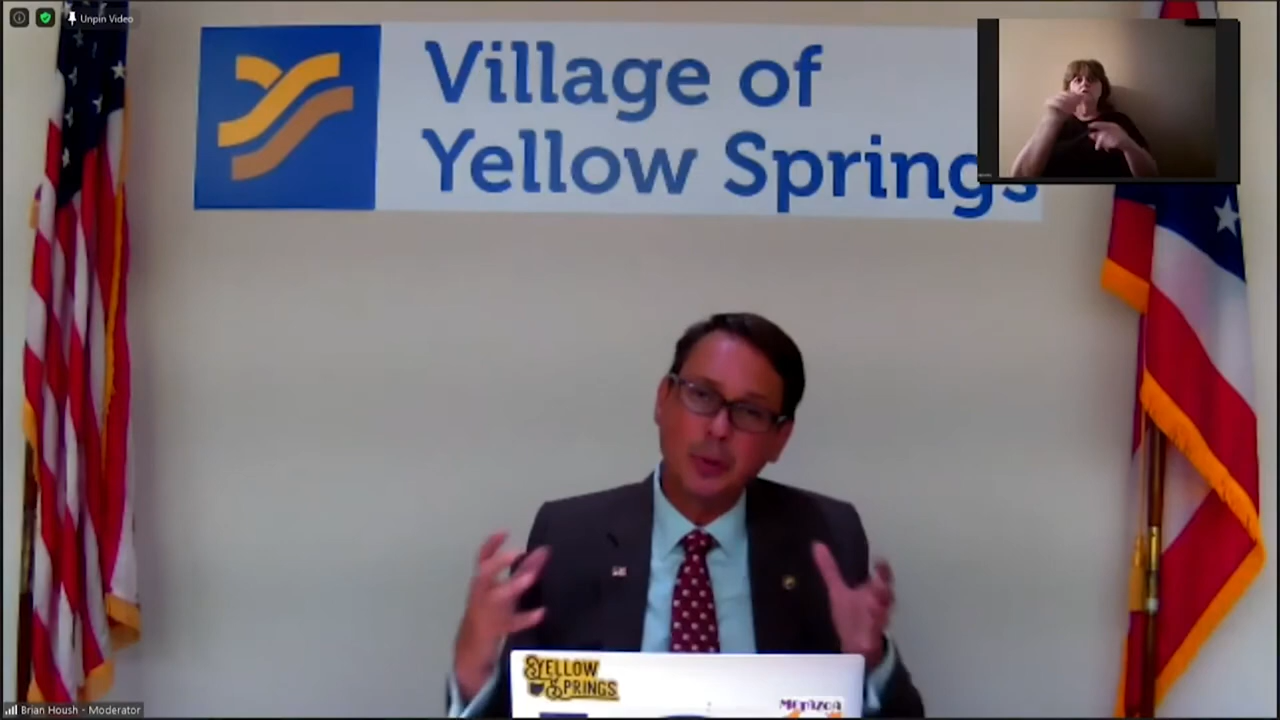 Unpin Video
Village of
Yellow Springs
YELLOW
SPRINGS
Brian Housh - Moderator